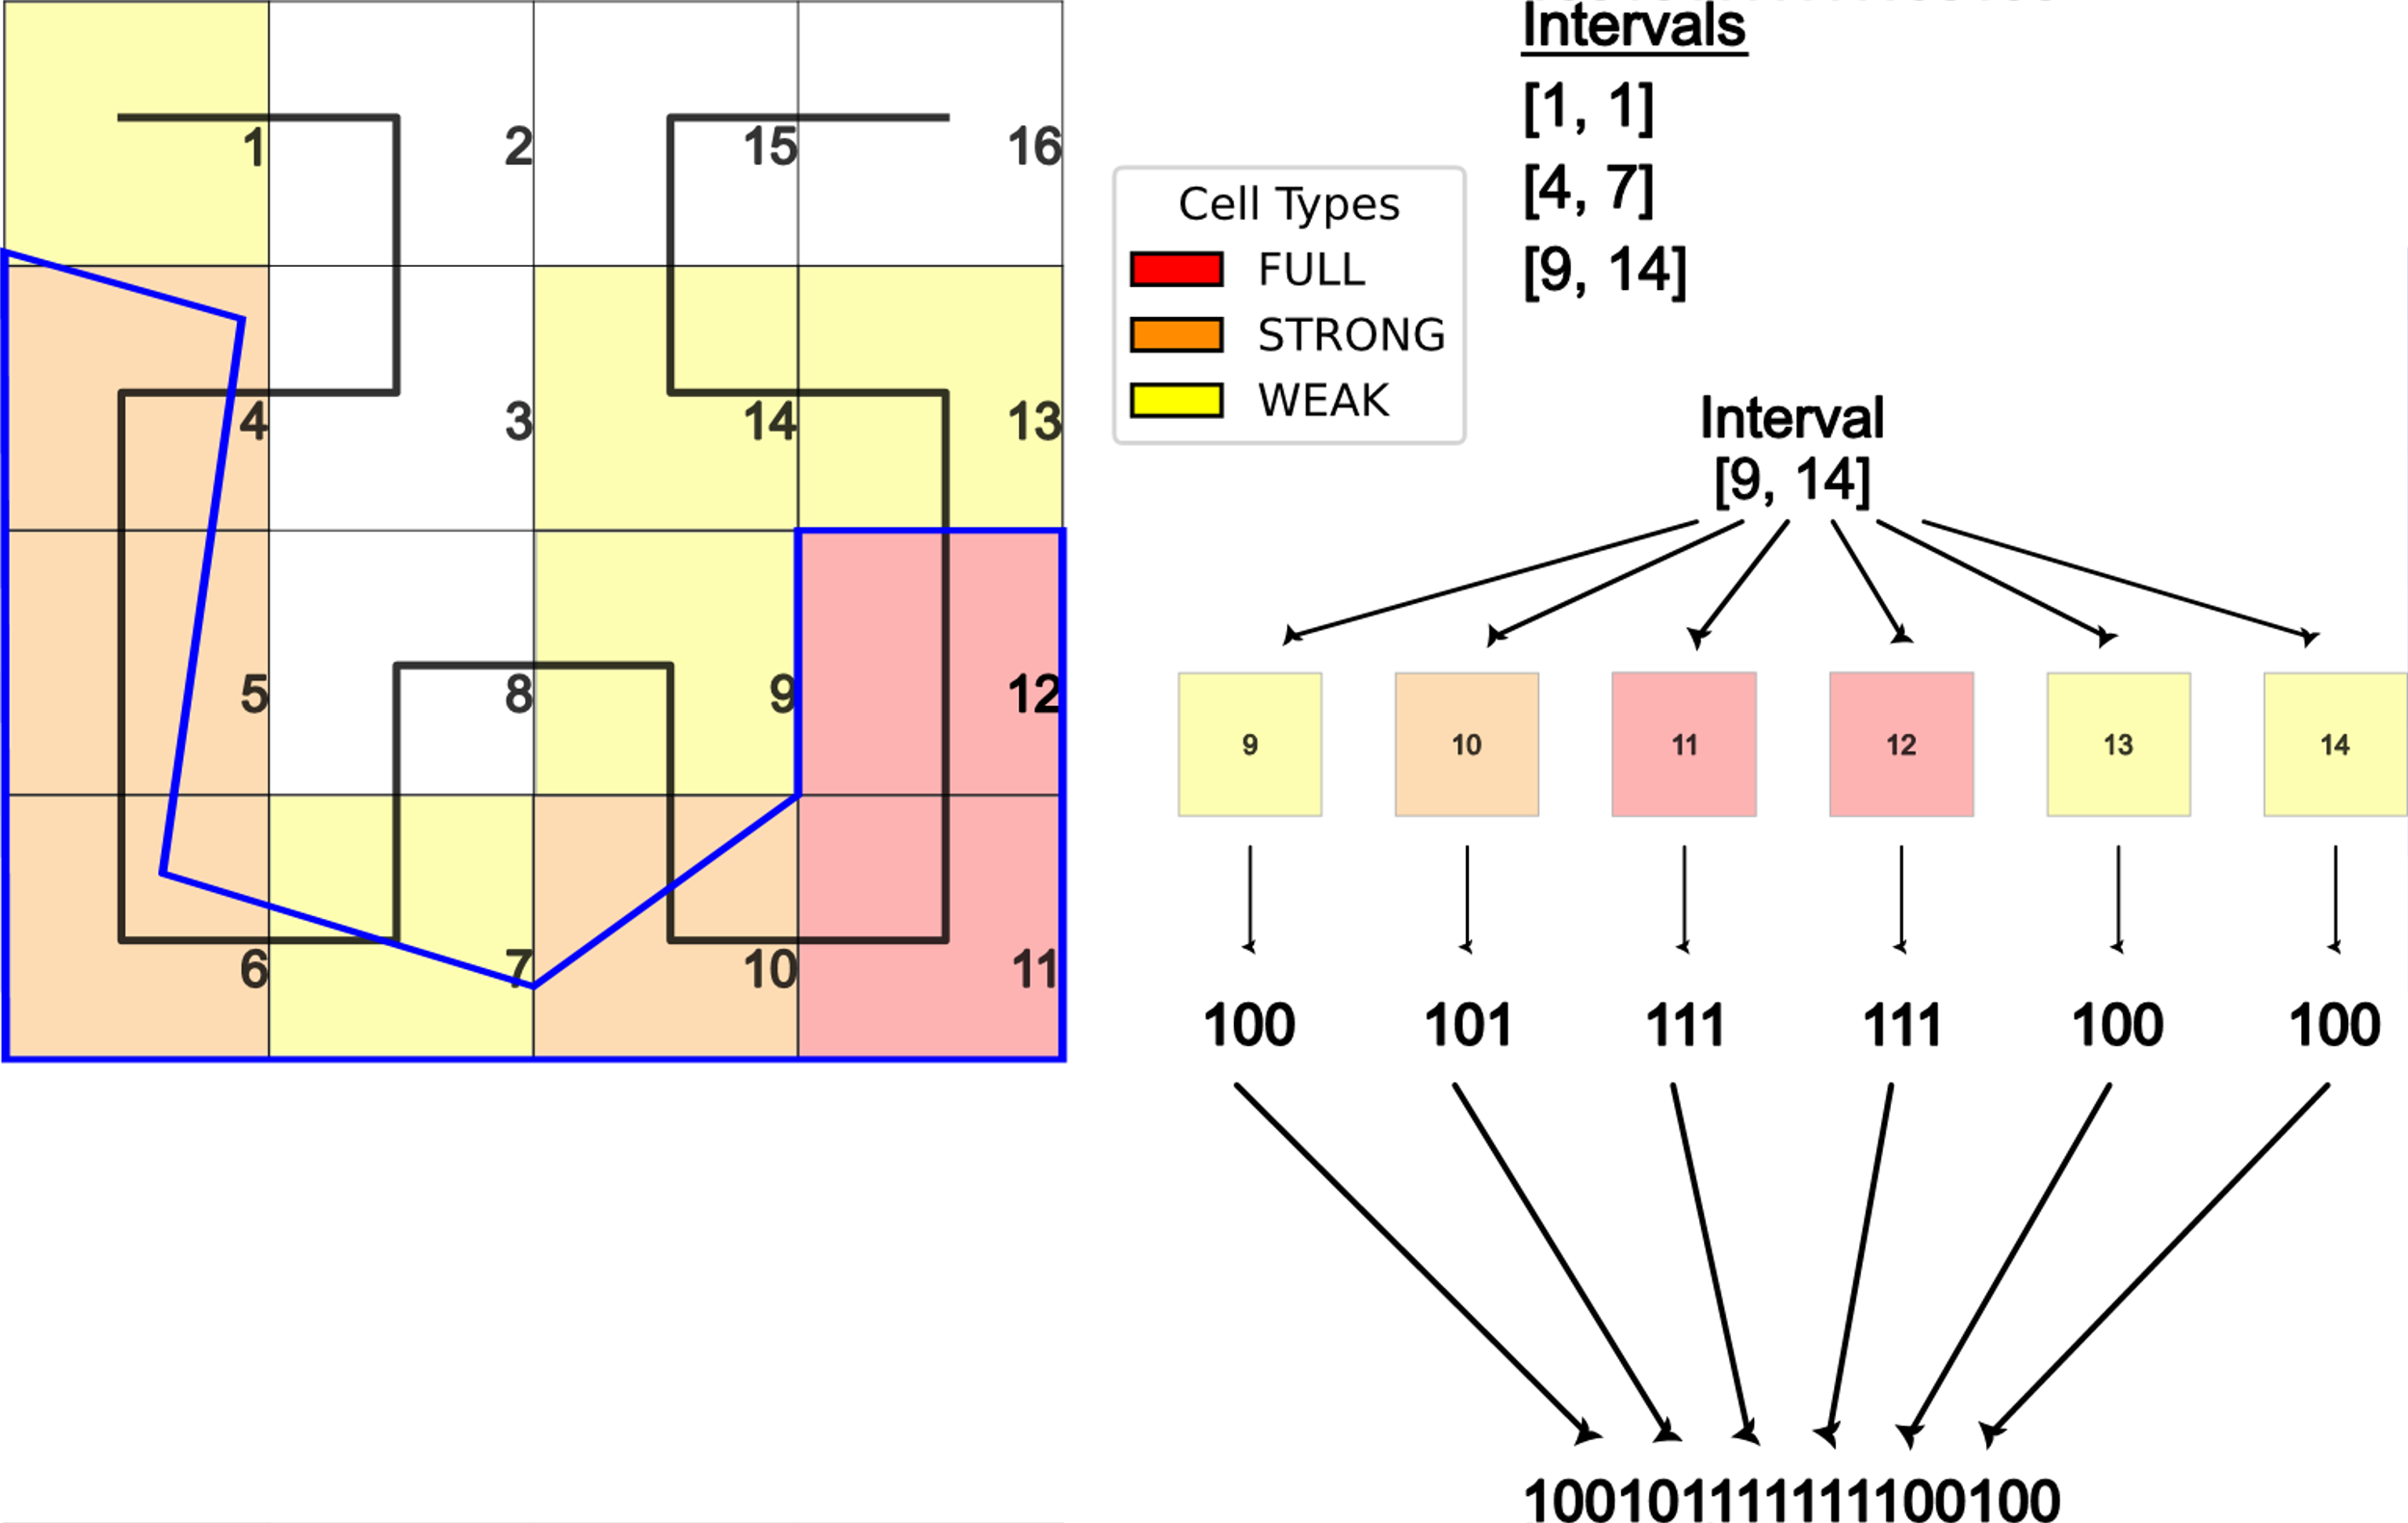 1 2 15 16
4 3 14 13
5 8 9 12
6 7 10 11
Cell Types
FULL
STRONG
WEAK
Intervals
[1, 1]
[4, 7]
[9, 14]
Interval
[9, 14]
9 10 11 12 13 14
100 101 111 111 100 100
100101111111100100